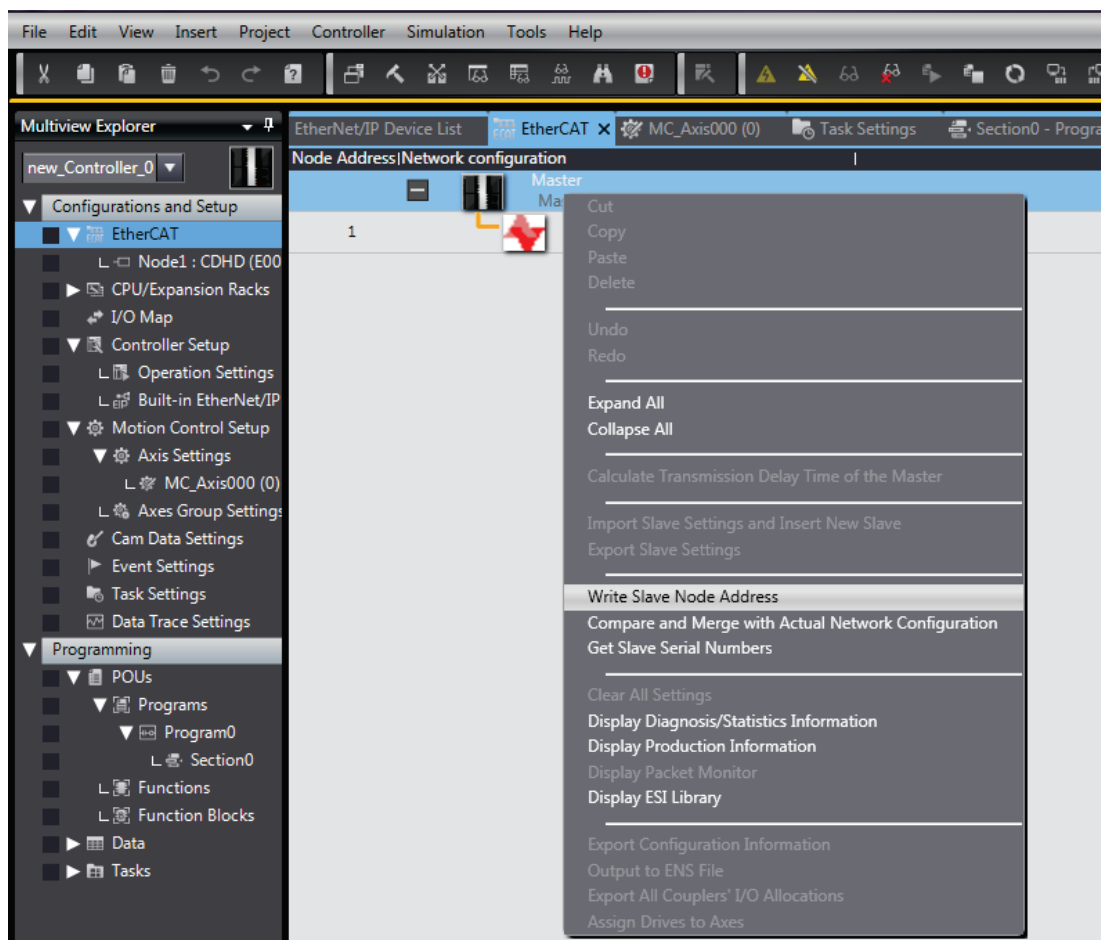 File Edit View Insert Project Controller Simulation Tools Help
Multiview Explorer
new_Controller_0
Configurations and Setup
EtherCAT
Node1 : CDHD (E00
CPU/Expansion Racks
I/O Map
Controller Setup
Operation Settings
Built-in EtherNet/IP
Motion Control Setup
Axis Settings
MC_Axis000 (0)
Axes Group Settings
Cam Data Settings
Event Settings
Task Settings
Data Trace Settings
Programming
POUs
Programs
Program0
Section0
Functions
Function Blocks
Data
Tasks
EtherNet/IP Device List EtherCAT MC_Axis000 (0) Task Settings Section0 - Progra
Node Address|Network configuration
Master
Ma
1
Cut
Copy
Paste
Delete
Undo
Redo
Expand All
Collapse All
Calculate Transmission Delay Time of the Master
Import Slave Settings and Insert New Slave
Export Slave Settings
Write Slave Node Address
Compare and Merge with Actual Network Configuration
Get Slave Serial Numbers
Clear All Settings
Display Diagnosis/Statistics Information
Display Production Information
Display Packet Monitor
Display ESI Library
Export Configuration Information
Output to ENS File
Export All Couplers' I/O Allocations
Assign Drives to Axes